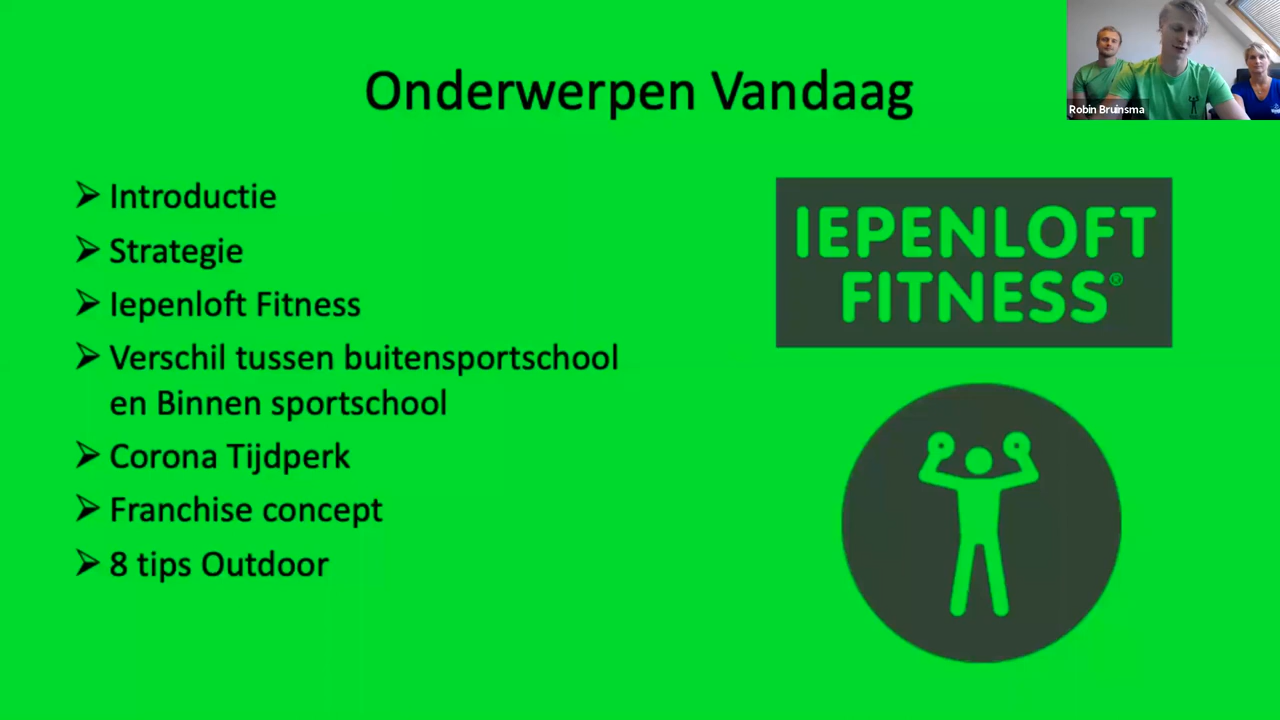 Onderwerpen Vandaag
Robin Bruinsma
➢ Introductie
➢ Strategie
➢ Iepenloft Fitness
➢ Verschil tussen buitensportschool
en Binnen sportschool
➢ Corona Tijdperk
➢ Franchise concept
➢ 8 tips Outdoor
IEPENLOFT
FITNESS®